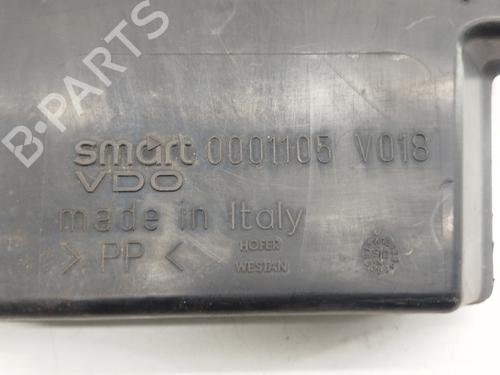 B-PARTS
smart 0001105 V018
VDO
made in Italy
> PP <
HOFER
WESTAN